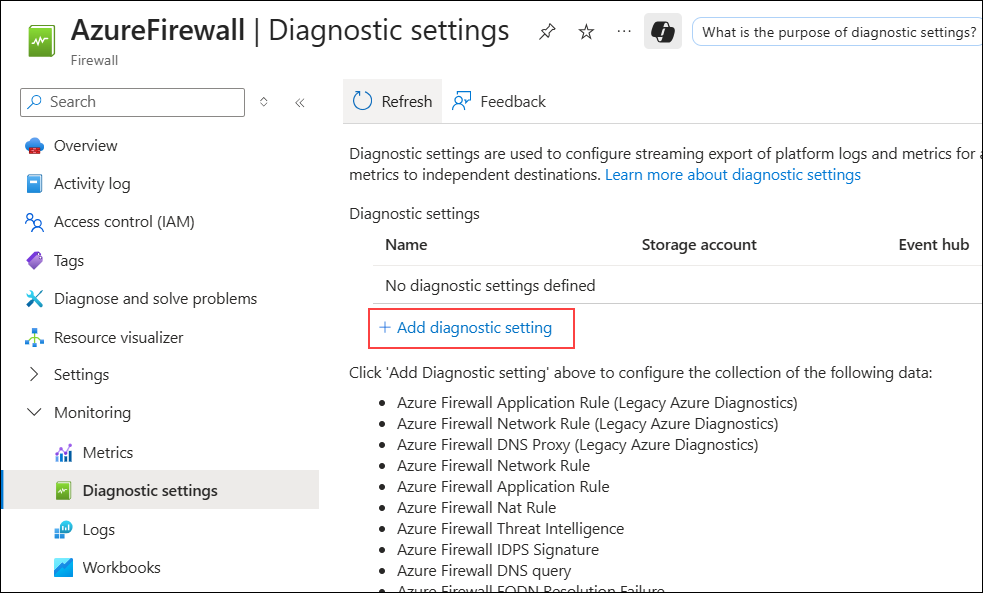 AzureFirewall | Diagnostic settings
Firewall
What is the purpose of diagnostic settings?
Search
Overview
Activity log
Access control (IAM)
Tags
Diagnose and solve problems
Resource visualizer
Settings
Monitoring
Metrics
Diagnostic settings
Logs
Workbooks
Refresh
Feedback
Diagnostic settings are used to configure streaming export of platform logs and metrics for
metrics to independent destinations. Learn more about diagnostic settings
Diagnostic settings
Name Storage account Event hub
No diagnostic settings defined
+ Add diagnostic setting
Click 'Add Diagnostic setting' above to configure the collection of the following data:
• Azure Firewall Application Rule (Legacy Azure Diagnostics)
• Azure Firewall Network Rule (Legacy Azure Diagnostics)
• Azure Firewall DNS Proxy (Legacy Azure Diagnostics)
• Azure Firewall Network Rule
• Azure Firewall Application Rule
• Azure Firewall Nat Rule
• Azure Firewall Threat Intelligence
• Azure Firewall IDPS Signature
• Azure Firewall DNS query
• Azure Firewall FQDN Resolution Failure